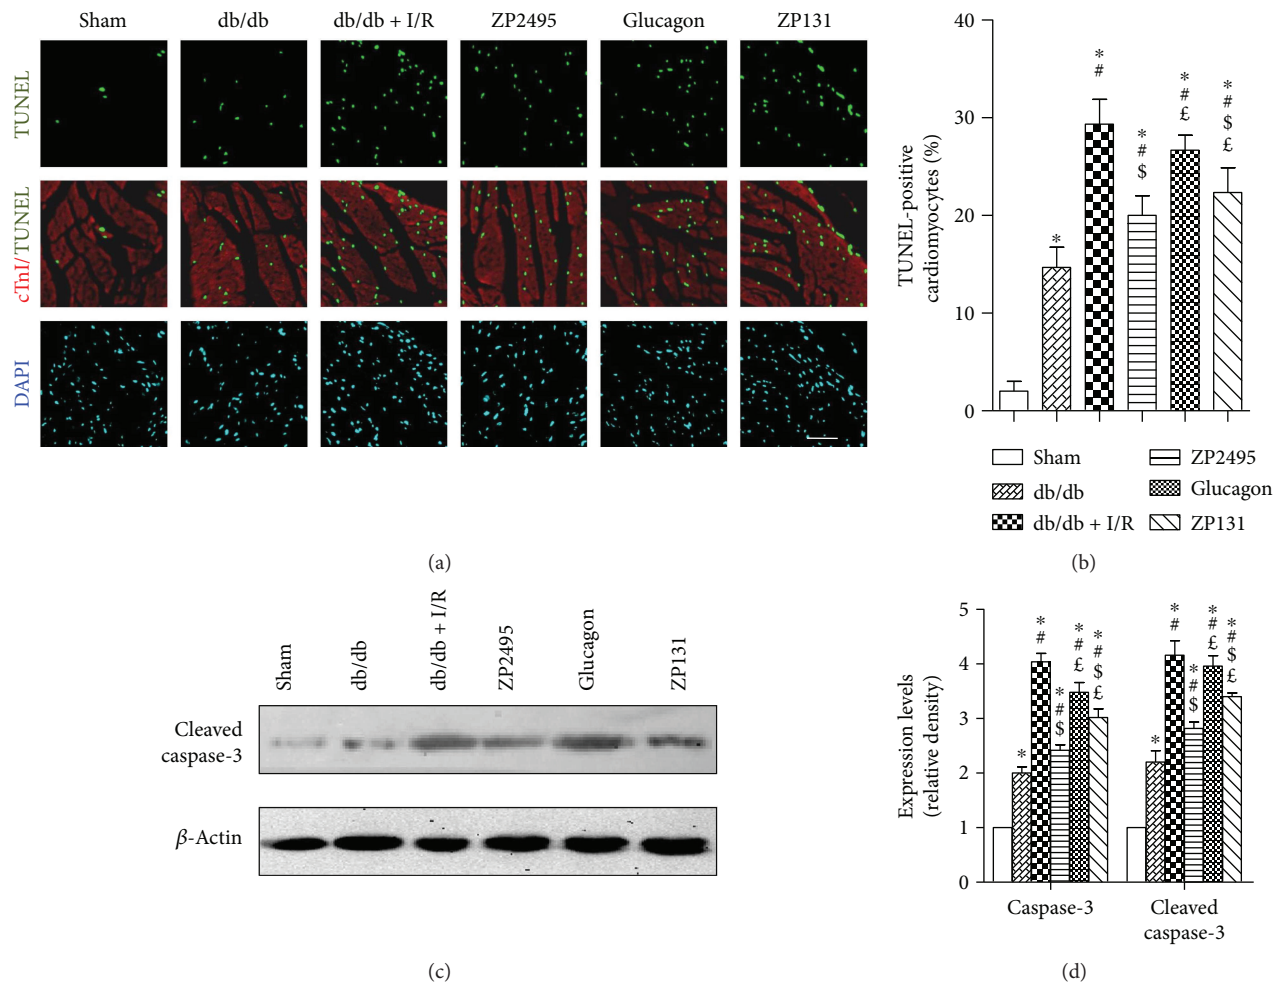 Sham db/db db/db + I/R ZP2495 Glucagon ZP131
TUNEL
cTnI/TUNEL
DAPI
(a)
TUNEL-positive
cardiomyocytes (%)
40
30
20
10
0
*
*
#
*
#
$
*
#
£
*
#
$
£
Sham
db/db
db/db + I/R
ZP2495
Glucagon
ZP131
(b)
Sham
db/db
db/db + I/R
ZP2495
Glucagon
ZP131
Cleaved
caspase-3
β-Actin
(c)
Expression levels
(relative density)
5
4
3
2
1
0
*
*
#
*
#
$
*
#
£
*
#
$
£
*
*
#
*
#
$
*
#
£
*
#
$
£
Caspase-3
Cleaved
caspase-3
(d)